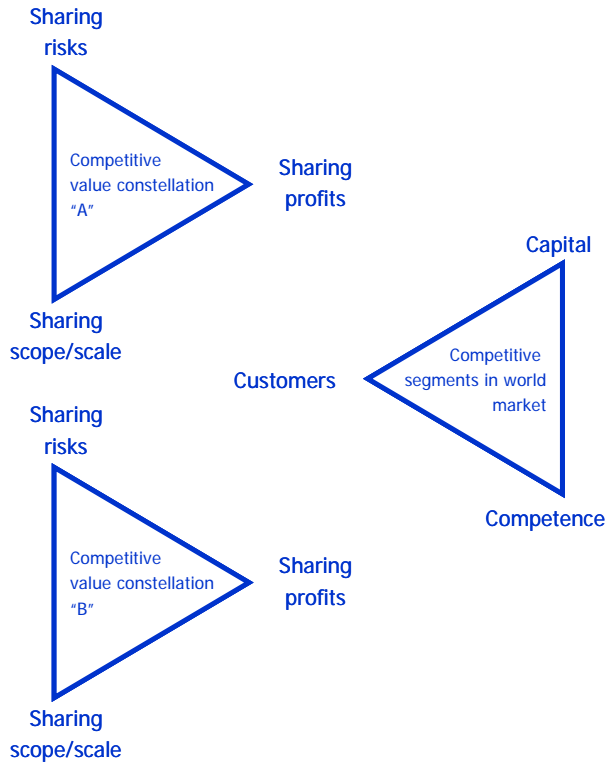 Sharing
risks
Competitive
value constellation
"A"
Sharing
profits
Sharing
scope/scale
Capital
Competitive
segments in world
market
Customers
Competence
Sharing
risks
Competitive
value constellation
"B"
Sharing
profits
Sharing
scope/scale